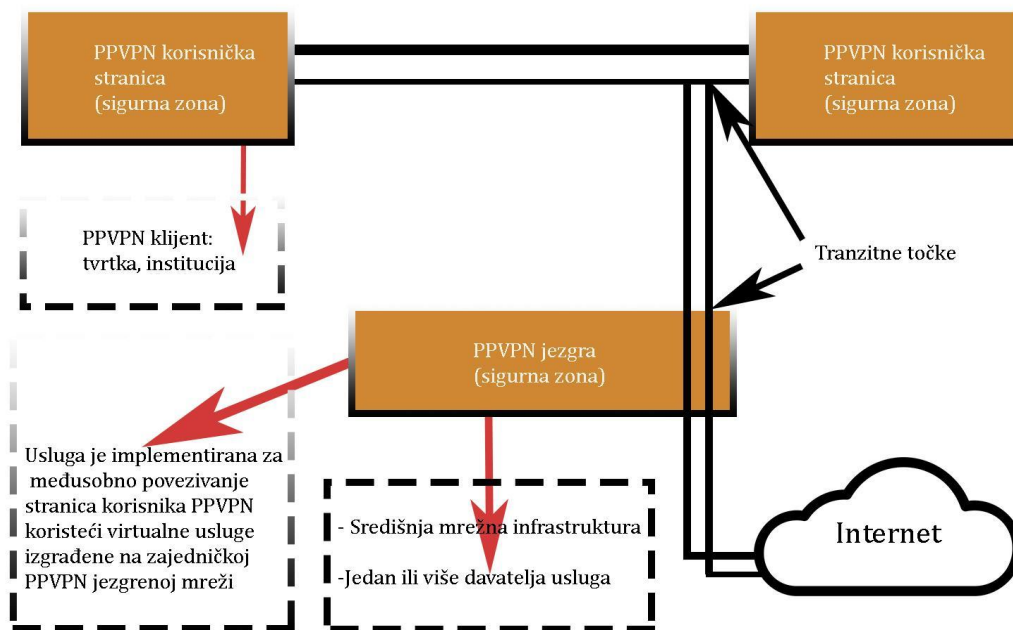 PPVPN korisnička
stranica
(sigurna zona)
PPVPN korisnička
stranica
(sigurna zona)
PPVPN klijent:
tvrtka, institucija
Tranzitne točke
PPVPN jezgra
(sigurna zona)
Usluga je implementirana za
međusobno povezivanje
stranica korisnika PPVPN
koristeći virtualne usluge
izgrađene na zajedničkoj
PPVPN jezgrenoj mreži
- Središnja mrežna infrastruktura
-Jedan ili više davatelja usluga
Internet